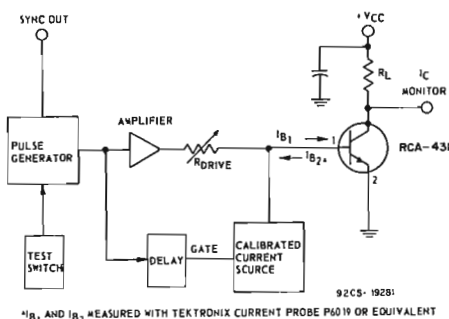 SYNC OUT
+VCC
RL
IC
MONITOR
AMPLIFIER
PULSE
GENERATOR
RDRIVE
IB1
IB2*
1
2
RCA-430
TEST
SWITCH
DELAY
GATE
CALIBRATED
CURRENT
SOURCE
92CS-19281
*IB1 AND IB2 MEASURED WITH TEKTRONIX CURRENT PROBE P6019 OR EQUIVALENT